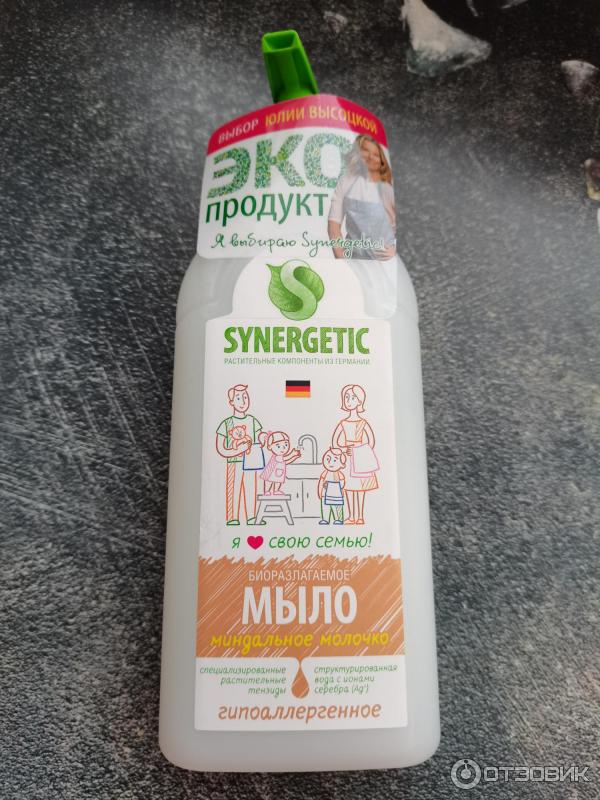 ВЫБОР ЮЛИИ ВЫСОЦКОЙ
ЭКО
ПРОДУКТ
Я выбираю Synergetic!
SYNERGETIC
РАСТИТЕЛЬНЫЕ КОМПОНЕНТЫ ИЗ ГЕРМАНИИ
я ❤ свою семью!
БИОРАЗЛАГАЕМОЕ
МЫЛО
миндальное молочко
специализированные
растительные
тензиды
структурированная
вода с ионами
серебра (Ag⁺)
гипоаллергенное
ОТЗОВИК